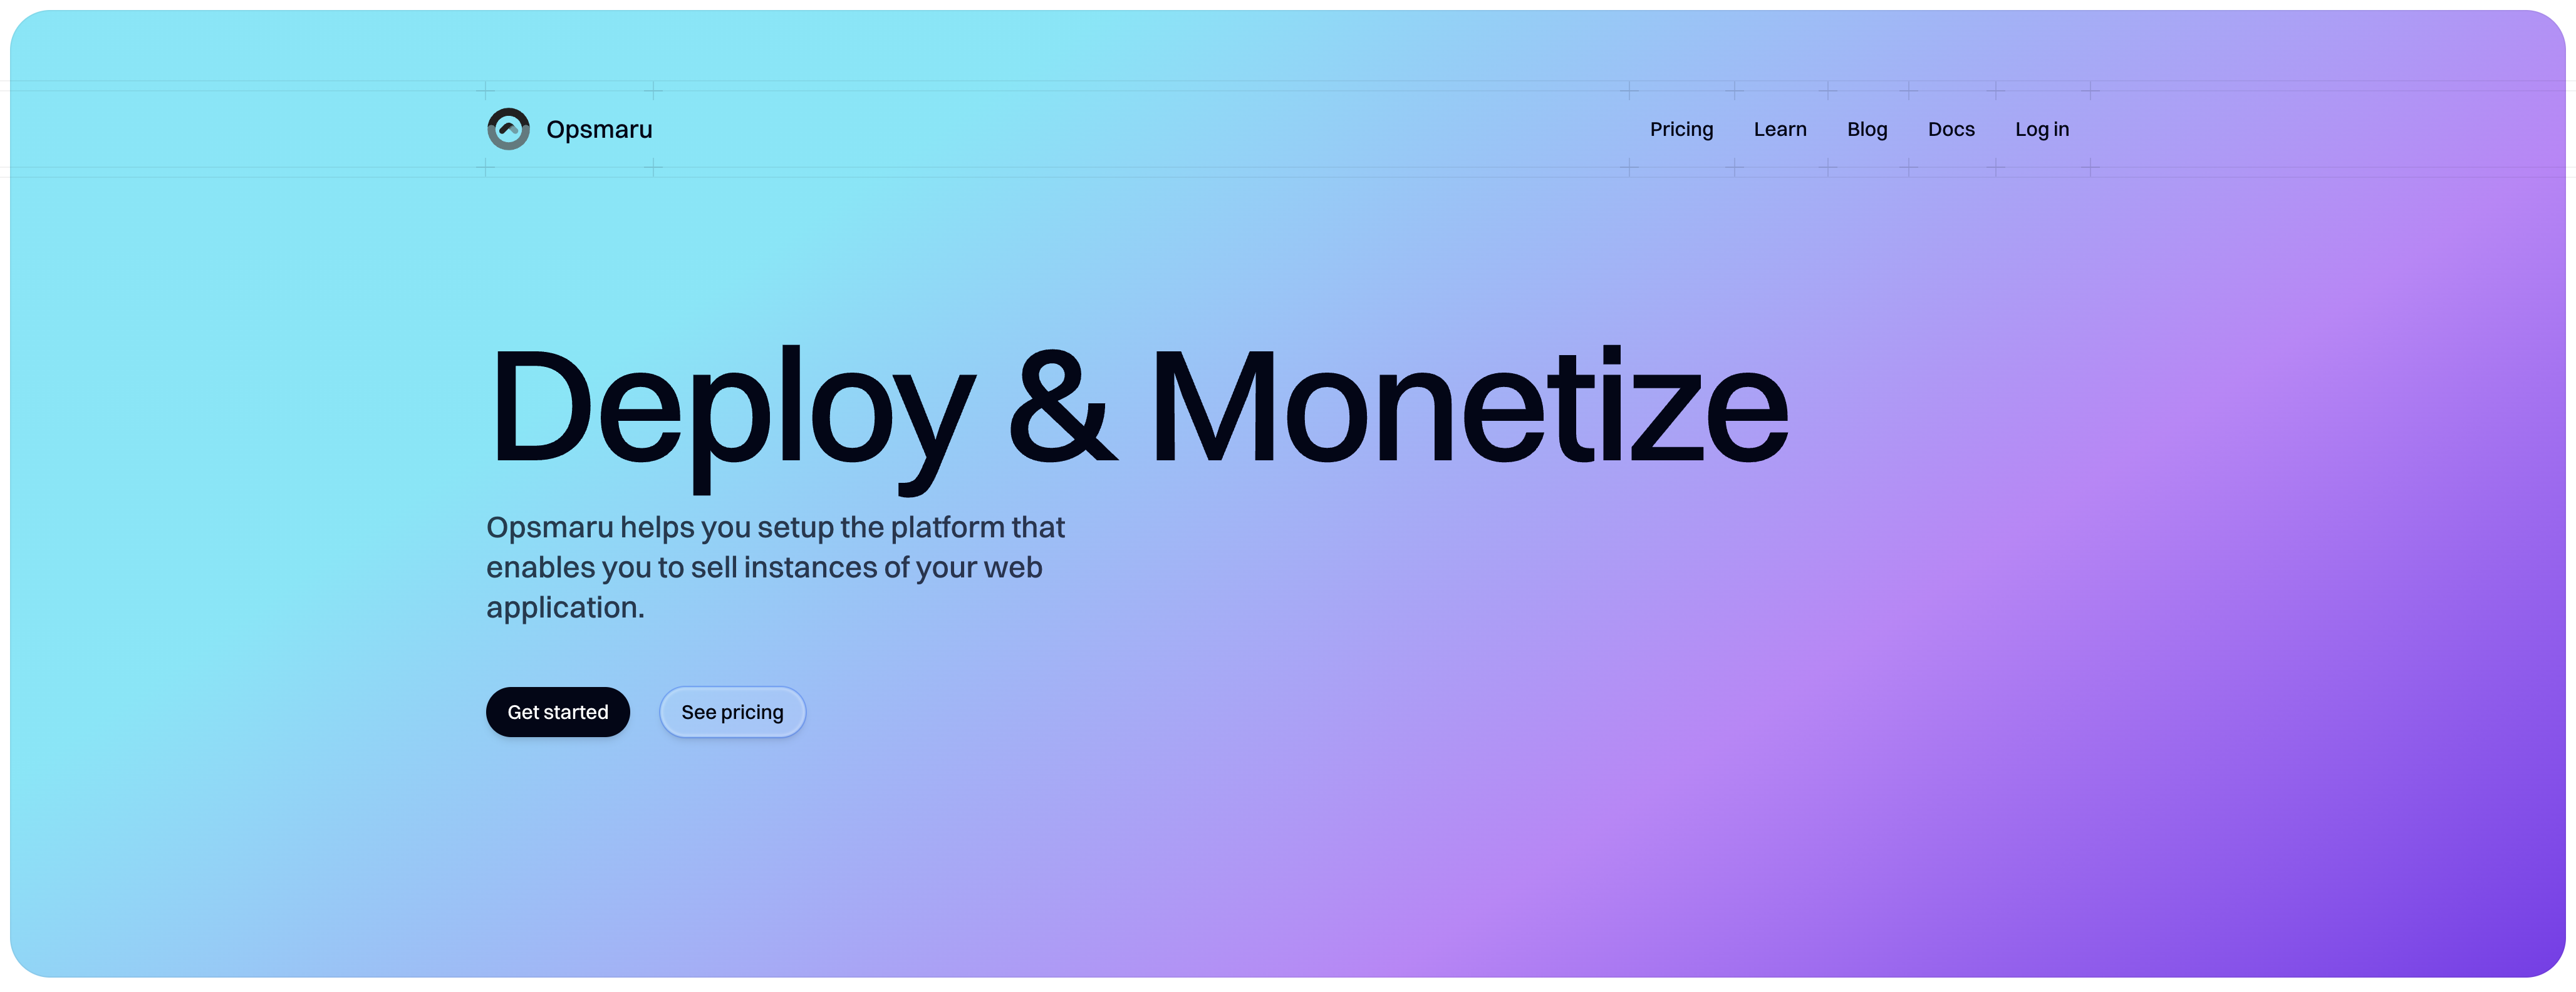 Opsmaru
Pricing
Learn
Blog
Docs
Log in
Deploy & Monetize
Opsmaru helps you setup the platform that
enables you to sell instances of your web
application.
Get started
See pricing